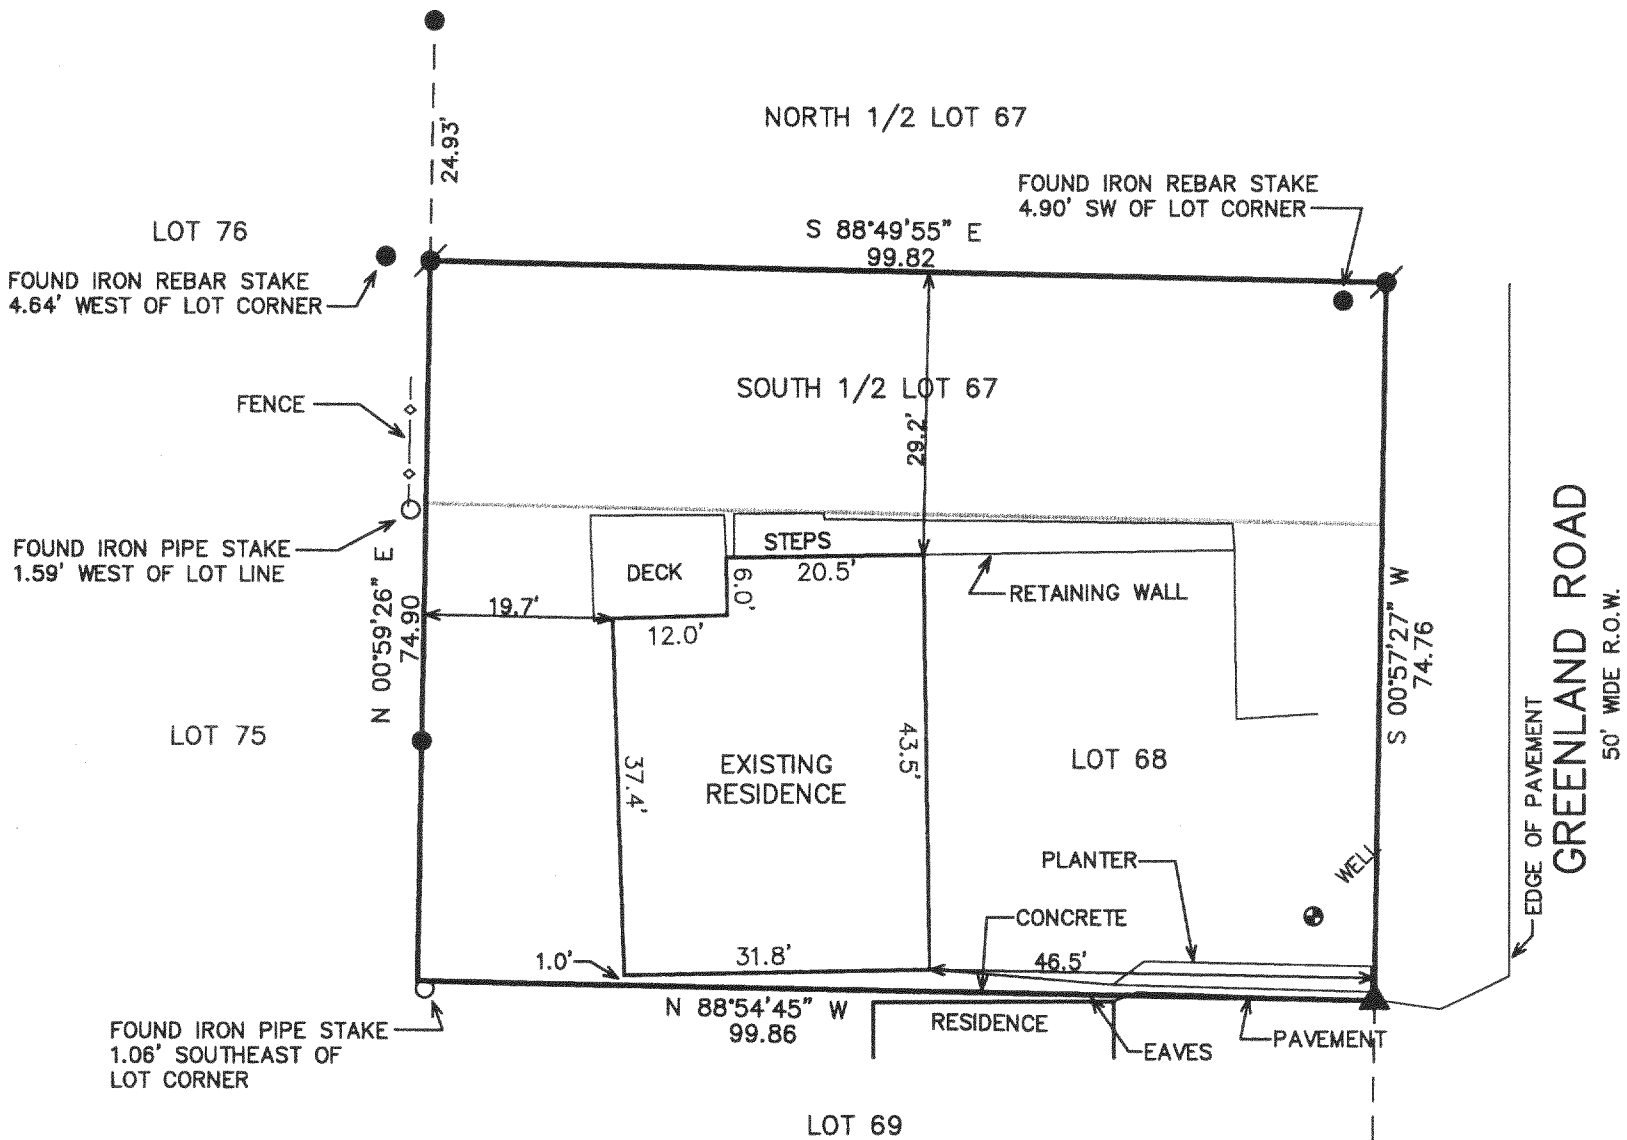 24.93'
NORTH 1/2 LOT 67
FOUND IRON REBAR STAKE
4.90' SW OF LOT CORNER
LOT 76
S 88°49'55" E
99.82
FOUND IRON REBAR STAKE
4.64' WEST OF LOT CORNER
SOUTH 1/2 LOT 67
FENCE
29.2'
FOUND IRON PIPE STAKE
1.59' WEST OF LOT LINE
STEPS
DECK
20.5'
6.0'
RETAINING WALL
19.7'
12.0'
N 00°59'26" E
74.90
S 00°57'27" W
74.76
GREENLAND ROAD
50' WIDE R.O.W.
EDGE OF PAVEMENT
LOT 75
37.4'
EXISTING
RESIDENCE
43.5'
LOT 68
PLANTER
WELL
CONCRETE
1.0'
31.8'
46.5'
N 88°54'45" W
99.86
RESIDENCE
EAVES
PAVEMENT
FOUND IRON PIPE STAKE
1.06' SOUTHEAST OF
LOT CORNER
LOT 69